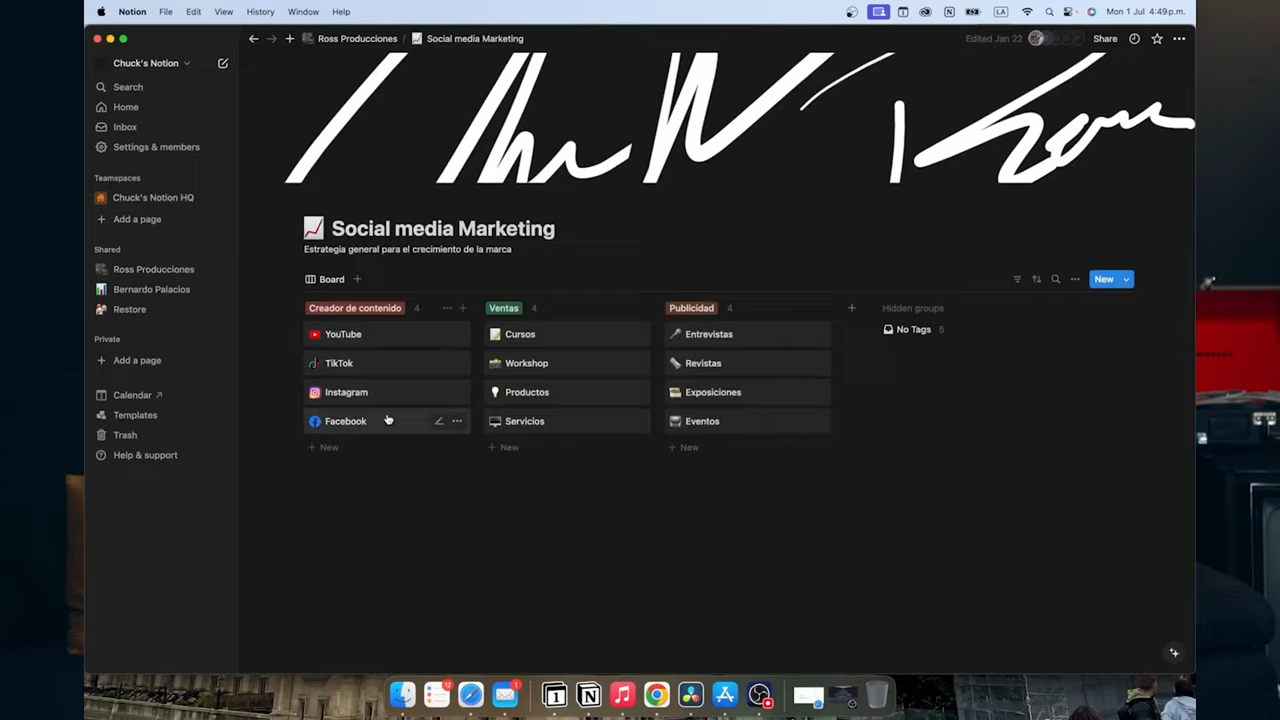 Notion File Edit View History Window Help
LA Mon 1 Jul 4:49 p.m.
Ross Producciones / Social media Marketing
Edited Jan 22 Share
Chuck's Notion
Search
Home
Inbox
Settings & members
Teamspaces
Chuck's Notion HQ
Add a page
Shared
Ross Producciones
Bernardo Palacios
Restore
Private
Add a page
Calendar
Templates
Trash
Help & support
Social media Marketing
Estrategia general para el crecimiento de la marca
Board
New
Creador de contenido 4
YouTube
TikTok
Instagram
Facebook
New
Ventas 4
Cursos
Workshop
Productos
Servicios
New
Publicidad 4
Entrevistas
Revistas
Exposiciones
Eventos
New
Hidden groups
No Tags 5
12
1